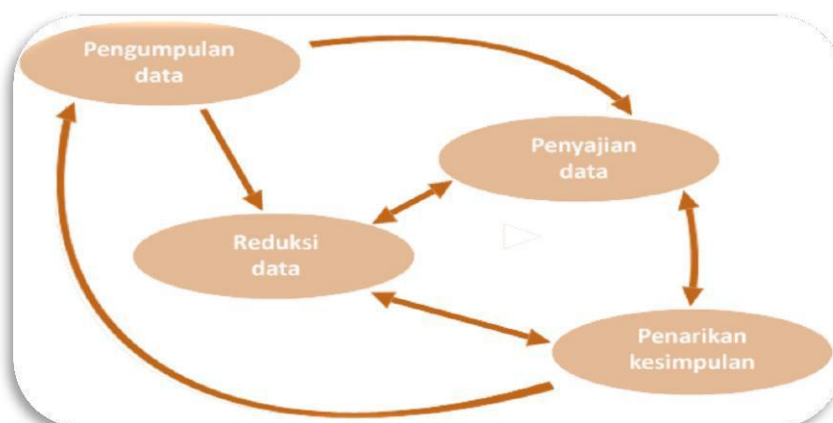 Pengumpulan
data
Penyajian
data
Reduksi
data
Penarikan
kesimpulan